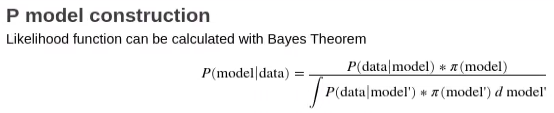 P model construction
Likelihood function can be calculated with Bayes Theorem
P(model|data) = P(data|model) * π(model) / ∫ P(data|model') * π(model') d model'